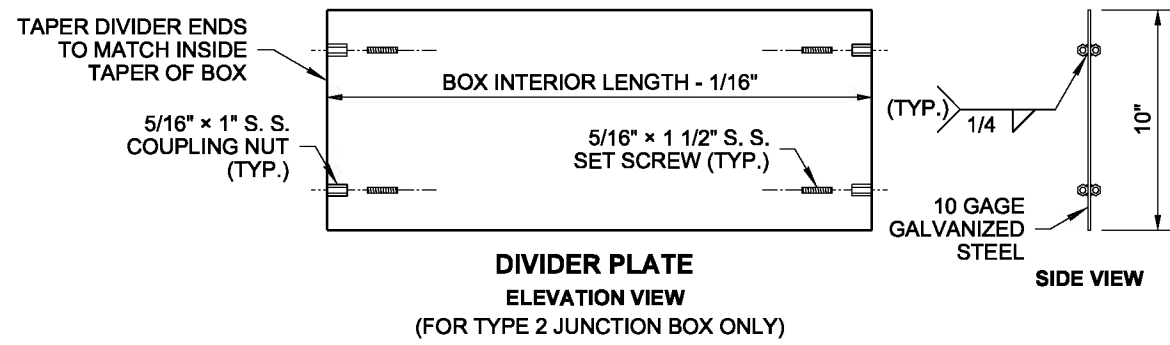 TAPER DIVIDER ENDS
TO MATCH INSIDE
TAPER OF BOX
BOX INTERIOR LENGTH - 1/16"
5/16" × 1" S. S.
COUPLING NUT
(TYP.)
5/16" × 1 1/2" S. S.
SET SCREW (TYP.)
(TYP.)
1/4
10"
10 GAGE
GALVANIZED
STEEL
DIVIDER PLATE
ELEVATION VIEW
(FOR TYPE 2 JUNCTION BOX ONLY)
SIDE VIEW